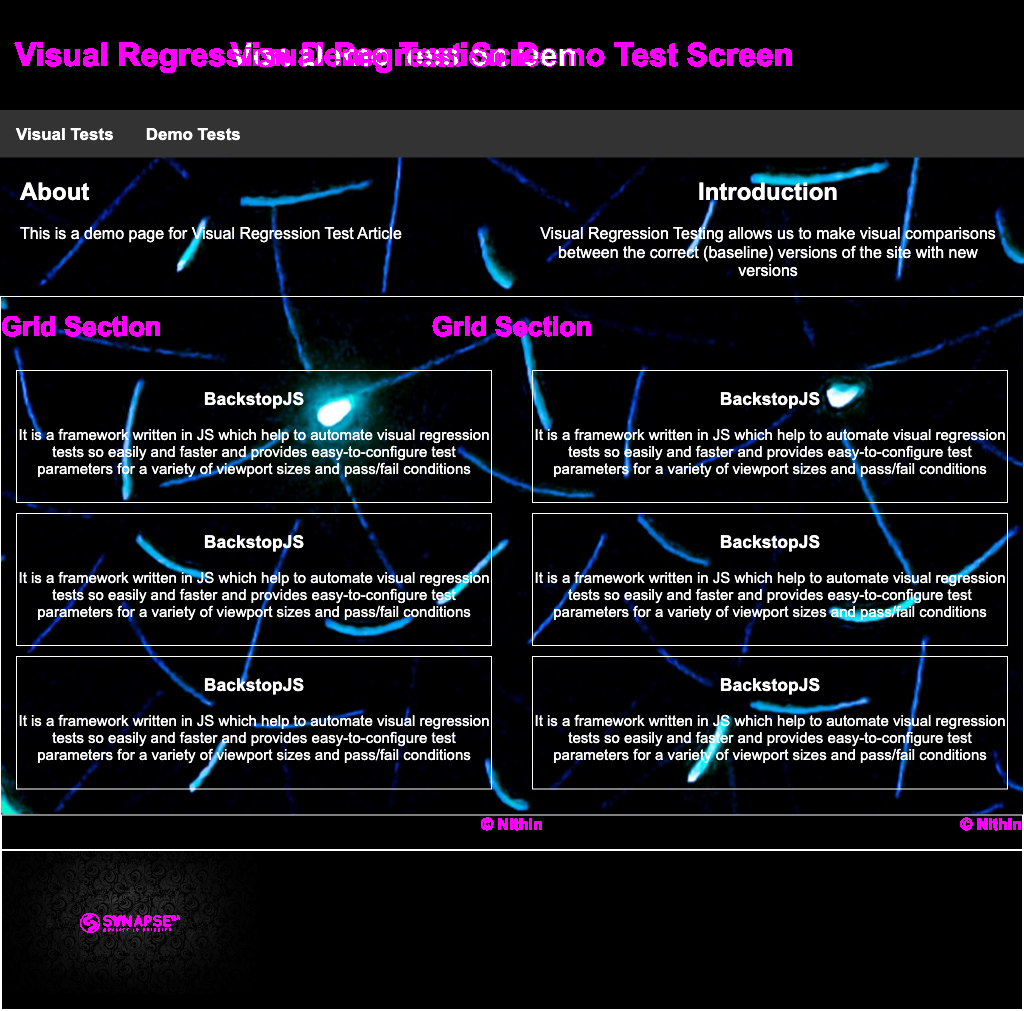 Visual Regression Demo Test Screen
Visual Regression Demo Test Screen
Visual Tests
Demo Tests
About
This is a demo page for Visual Regression Test Article
Introduction
Visual Regression Testing allows us to make visual comparisons
between the correct (baseline) versions of the site with new
versions
Grid Section
Grid Section
BackstopJS
It is a framework written in JS which help to automate visual regression
tests so easily and faster and provides easy-to-configure test
parameters for a variety of viewport sizes and pass/fail conditions
BackstopJS
It is a framework written in JS which help to automate visual regression
tests so easily and faster and provides easy-to-configure test
parameters for a variety of viewport sizes and pass/fail conditions
BackstopJS
It is a framework written in JS which help to automate visual regression
tests so easily and faster and provides easy-to-configure test
parameters for a variety of viewport sizes and pass/fail conditions
BackstopJS
It is a framework written in JS which help to automate visual regression
tests so easily and faster and provides easy-to-configure test
parameters for a variety of viewport sizes and pass/fail conditions
BackstopJS
It is a framework written in JS which help to automate visual regression
tests so easily and faster and provides easy-to-configure test
parameters for a variety of viewport sizes and pass/fail conditions
BackstopJS
It is a framework written in JS which help to automate visual regression
tests so easily and faster and provides easy-to-configure test
parameters for a variety of viewport sizes and pass/fail conditions
© Nithin
© Nithin
SYNAPSE